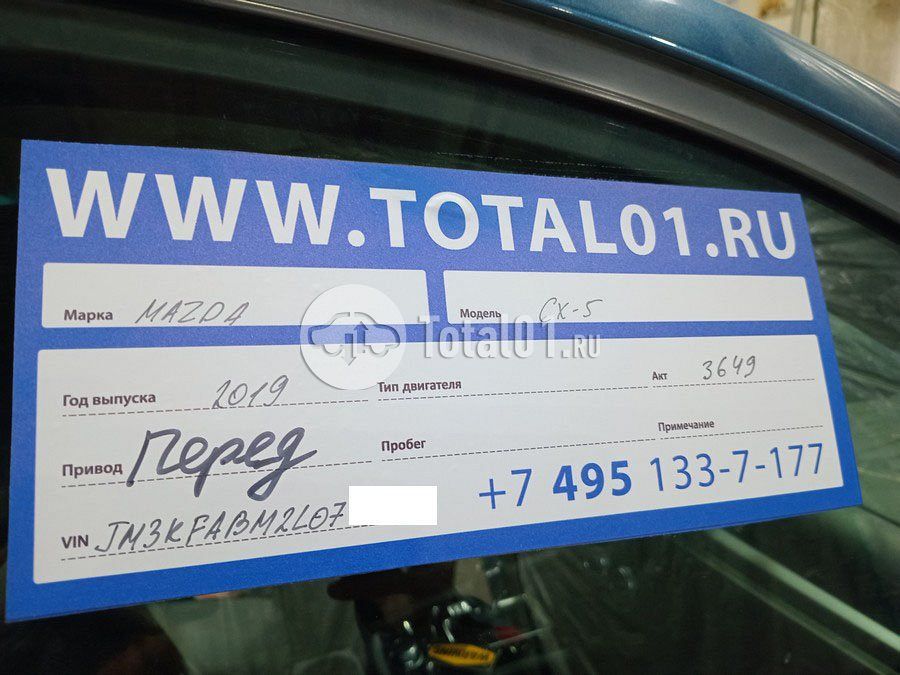 WWW.TOTAL01.RU
Марка MAZDA Модель CX-5
Total01.RU
Год выпуска 2019 Тип двигателя Акт 3649
Привод Перед Пробег Примечание
+7 495 133-7-177
VIN JM3KFABM2L07